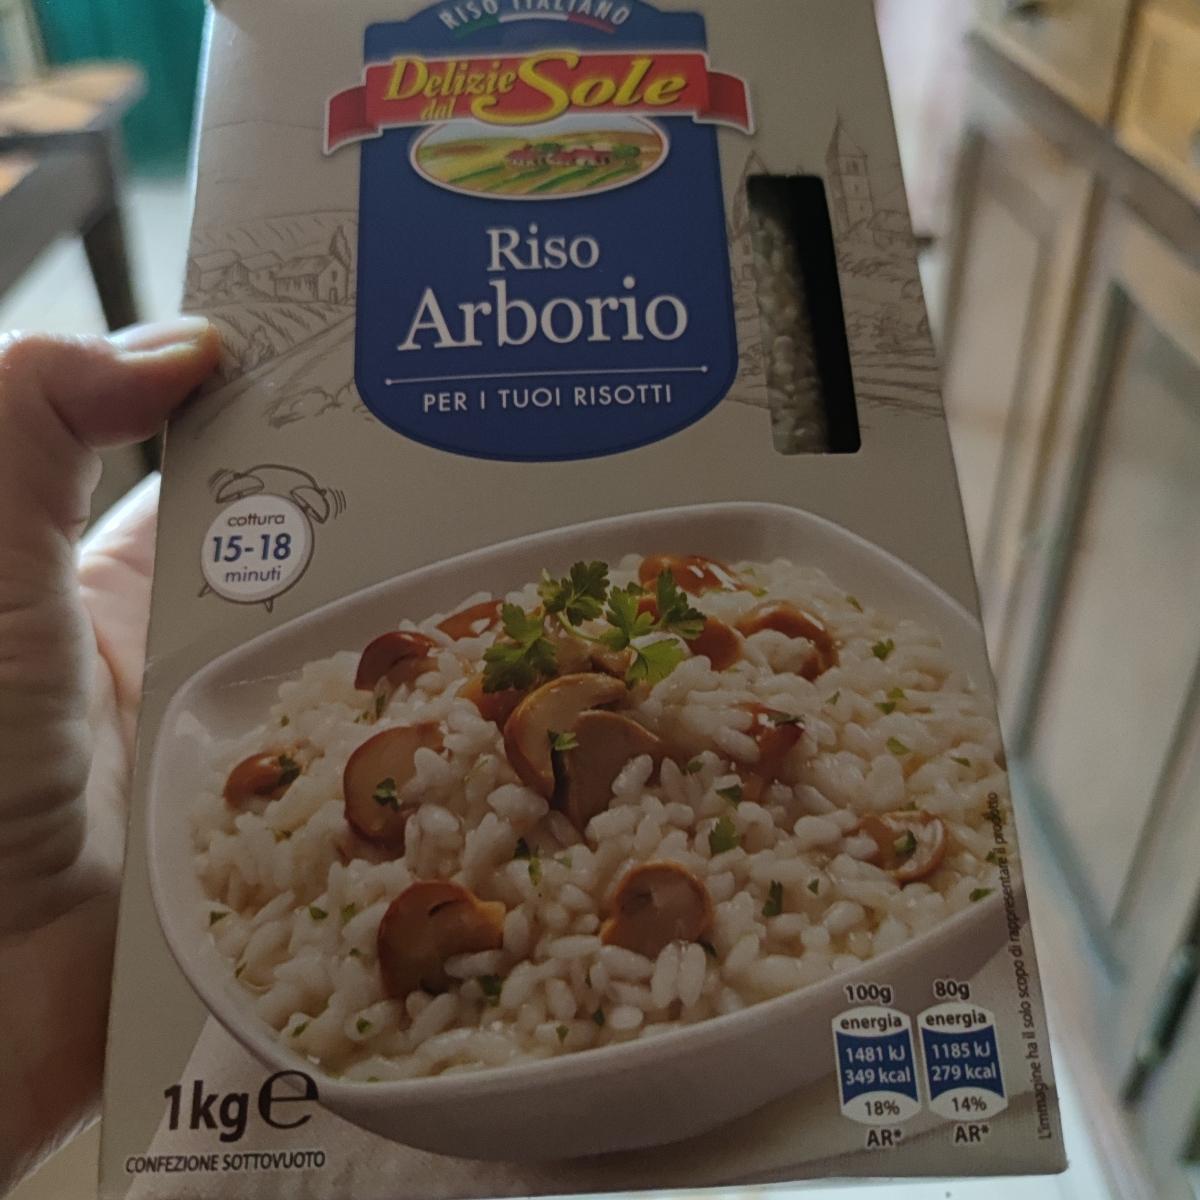 RISO ITALIANO
Delizie
dal Sole
Riso
Arborio
PER I TUOI RISOTTI
cottura
15-18
minuti
100g 80g
energia energia
1481 kJ 1185 kJ
349 kcal 279 kcal
18% 14%
AR* AR*
L'immagine ha il solo scopo di rappresentare il prodotto
1kg ℮
CONFEZIONE SOTTOVUOTO